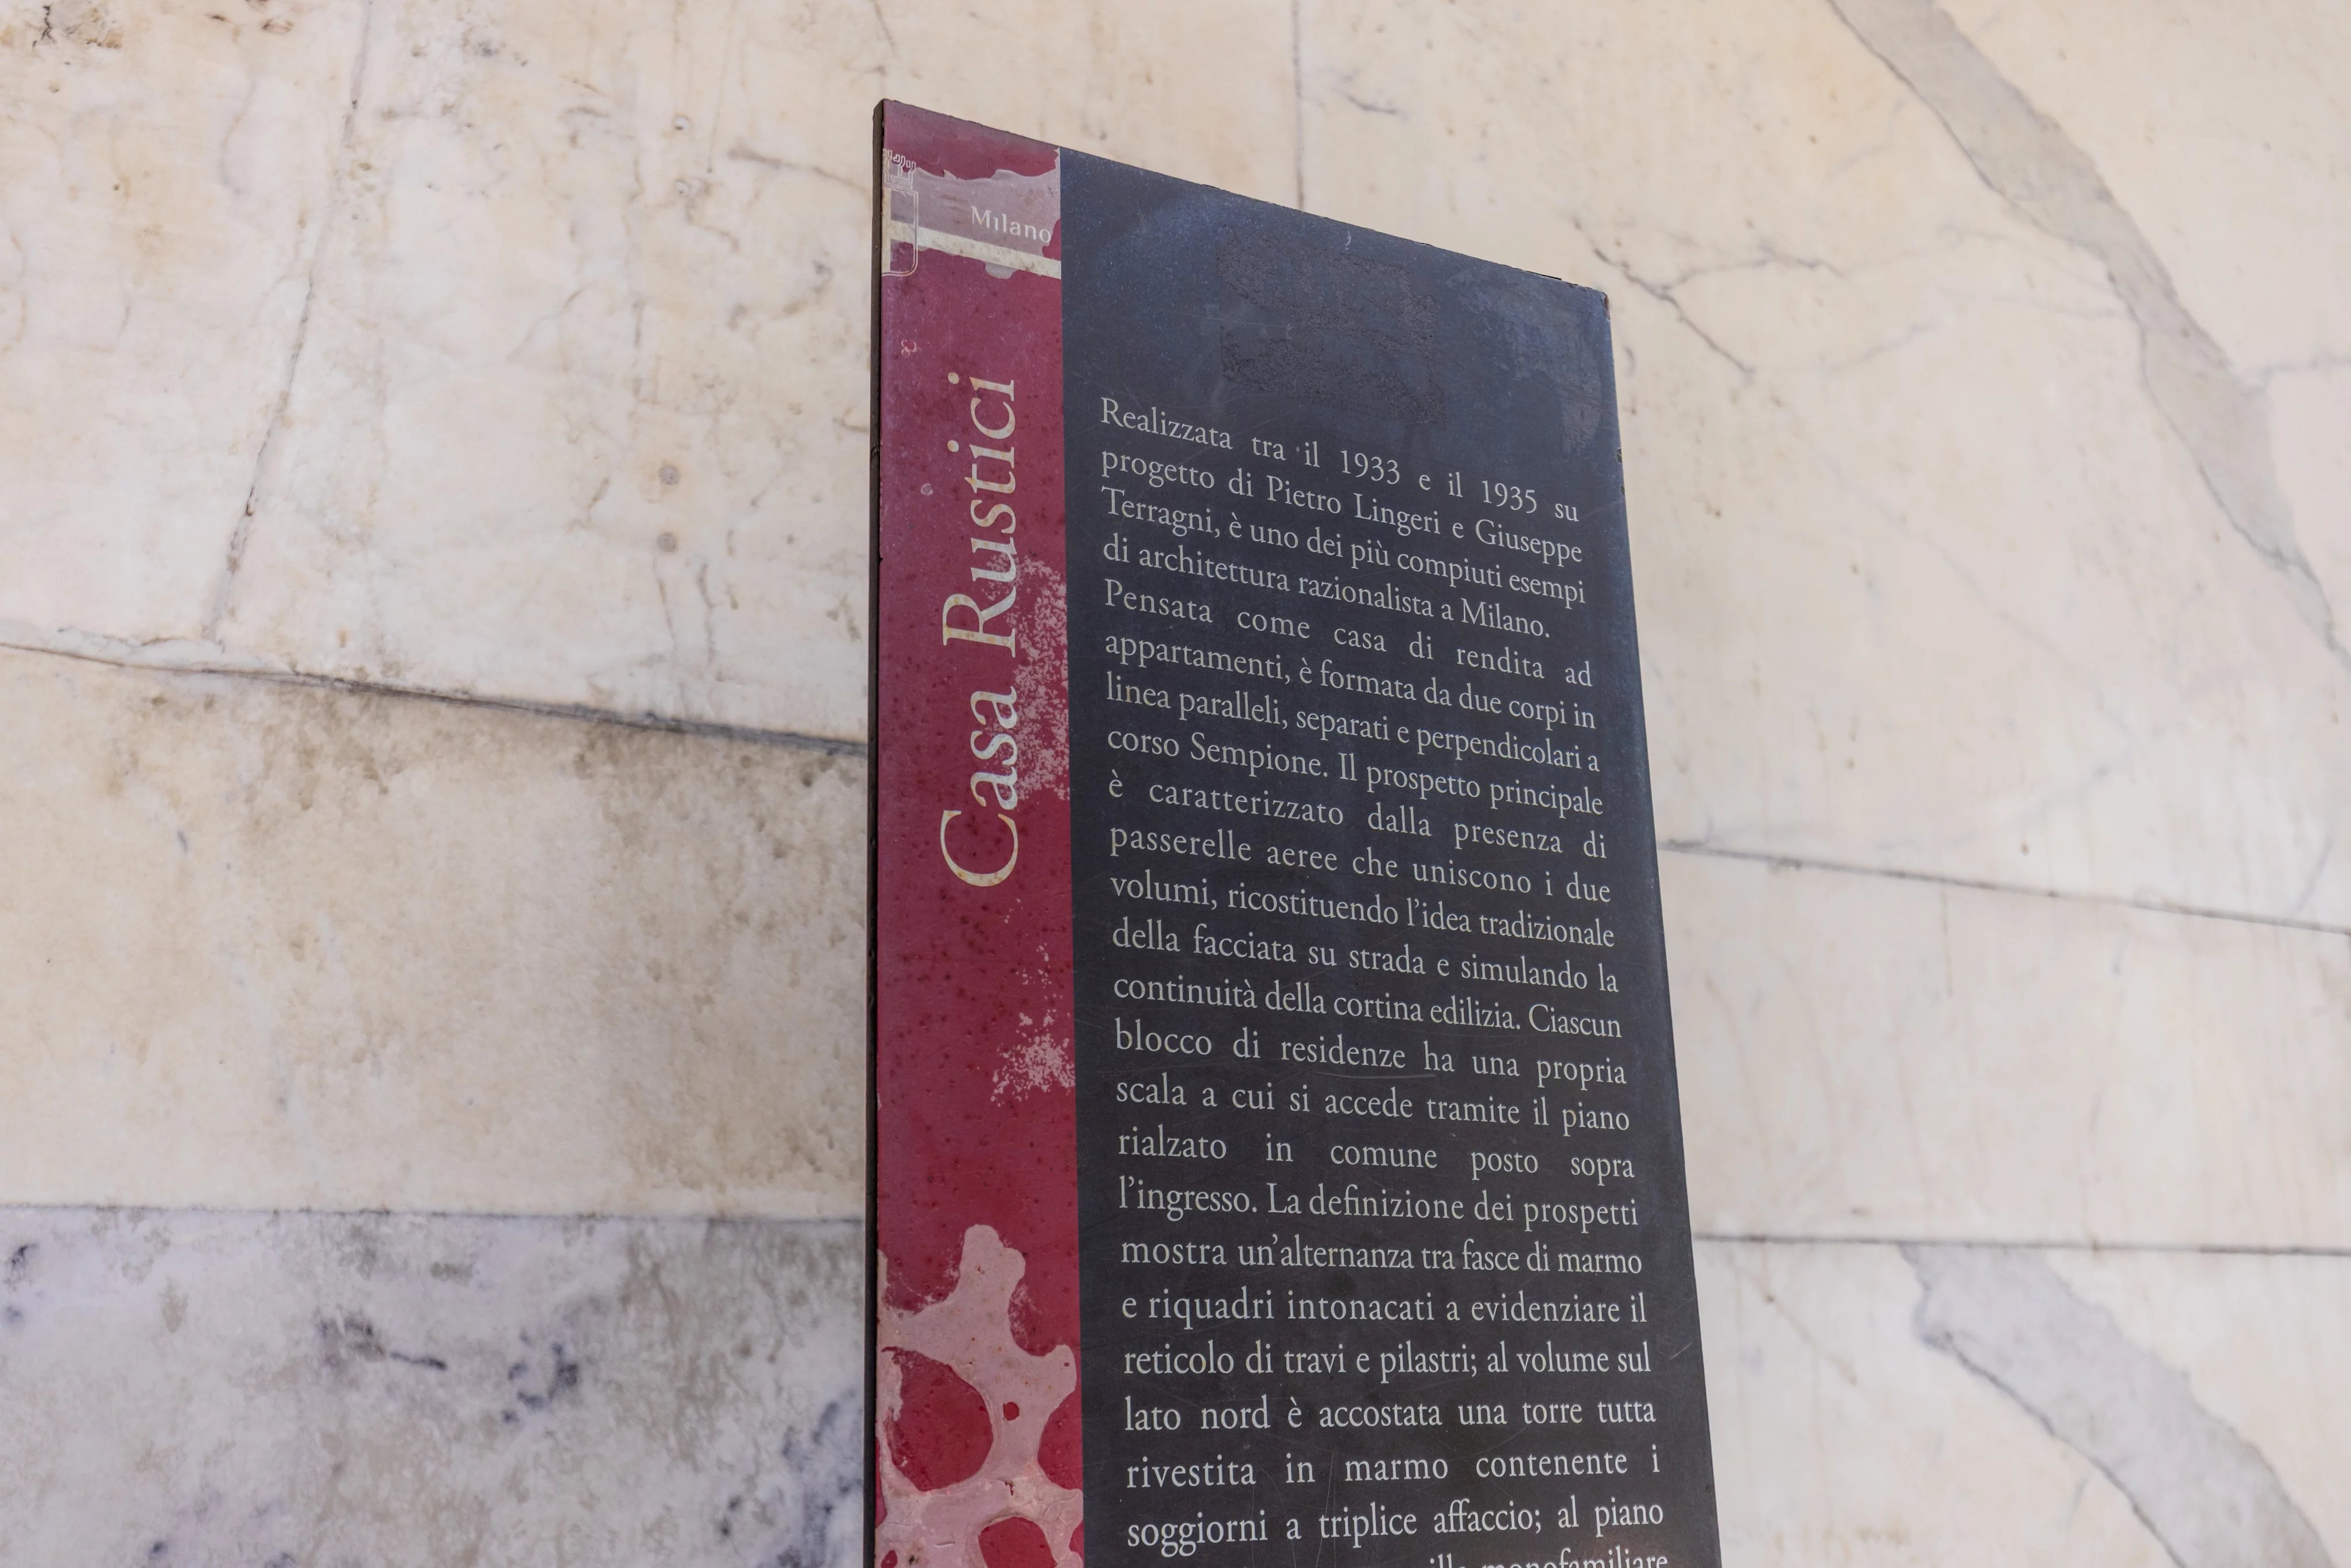 Milano
Casa Rustici
Realizzata tra il 1933 e il 1935 su
progetto di Pietro Lingeri e Giuseppe
Terragni, è uno dei più compiuti esempi
di architettura razionalista a Milano.
Pensata come casa di rendita ad
appartamenti, è formata da due corpi in
linea paralleli, separati e perpendicolari a
corso Sempione. Il prospetto principale
è caratterizzato dalla presenza di
passerelle aeree che uniscono i due
volumi, ricostituendo l’idea tradizionale
della facciata su strada e simulando la
continuità della cortina edilizia. Ciascun
blocco di residenze ha una propria
scala a cui si accede tramite il piano
rialzato in comune posto sopra
l’ingresso. La definizione dei prospetti
mostra un’alternanza tra fasce di marmo
e riquadri intonacati a evidenziare il
reticolo di travi e pilastri; al volume sul
lato nord è accostata una torre tutta
rivestita in marmo contenente i
soggiorni a triplice affaccio; al piano
monofamiliare